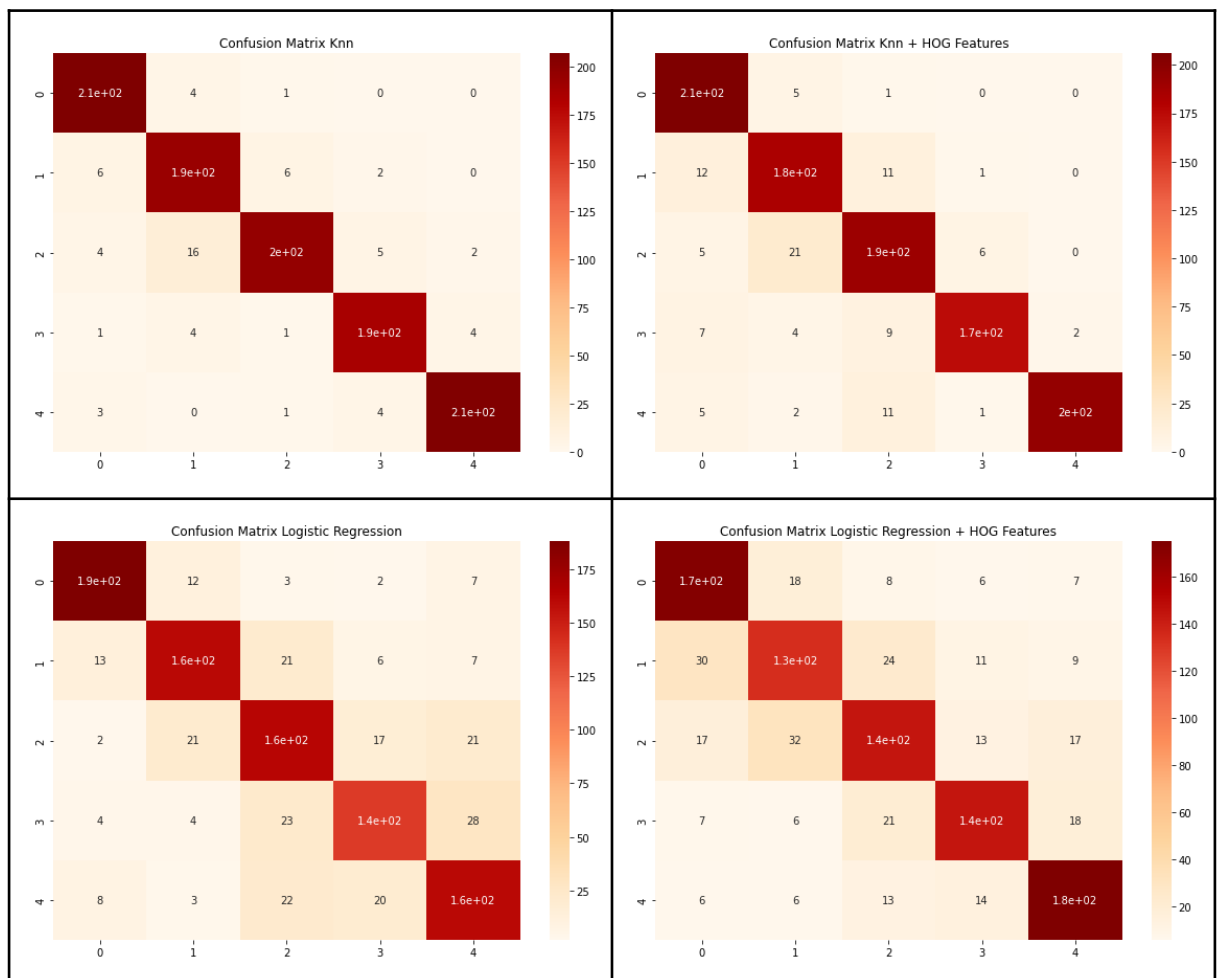 Confusion Matrix Knn
0 2.1e+02 4 1 0 0
1 6 1.9e+02 6 2 0
2 4 16 2e+02 5 2
3 1 4 1 1.9e+02 4
4 3 0 1 4 2.1e+02
0 1 2 3 4
200
175
150
125
100
75
50
25
0
Confusion Matrix Knn + HOG Features
0 2.1e+02 5 1 0 0
1 12 1.8e+02 11 1 0
2 5 21 1.9e+02 6 0
3 7 4 9 1.7e+02 2
4 5 2 11 1 2e+02
0 1 2 3 4
200
175
150
125
100
75
50
25
0
Confusion Matrix Logistic Regression
0 1.9e+02 12 3 2 7
1 13 1.6e+02 21 6 7
2 2 21 1.6e+02 17 21
3 4 4 23 1.4e+02 28
4 8 3 22 20 1.6e+02
0 1 2 3 4
175
150
125
100
75
50
25
Confusion Matrix Logistic Regression + HOG Features
0 1.7e+02 18 8 6 7
1 30 1.3e+02 24 11 9
2 17 32 1.4e+02 13 17
3 7 6 21 1.4e+02 18
4 6 6 13 14 1.8e+02
0 1 2 3 4
160
140
120
100
80
60
40
20